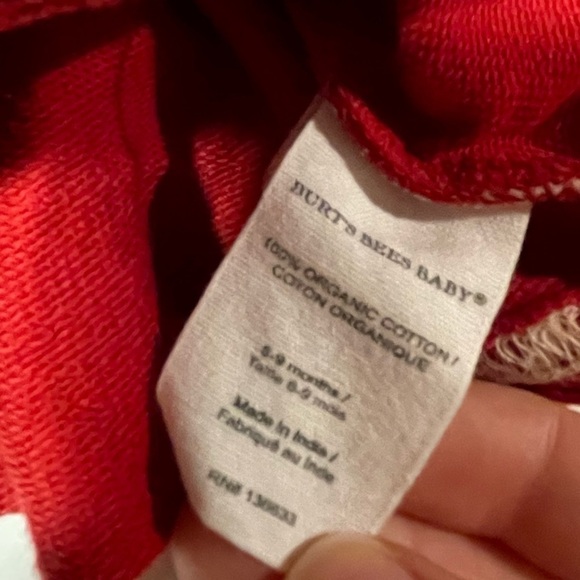 BURT'S BEES BABY®
100% ORGANIC COTTON /
COTON ORGANIQUE
6-9 months /
Taille 6-9 mois
Made in India /
Fabriqué au Inde
RN#